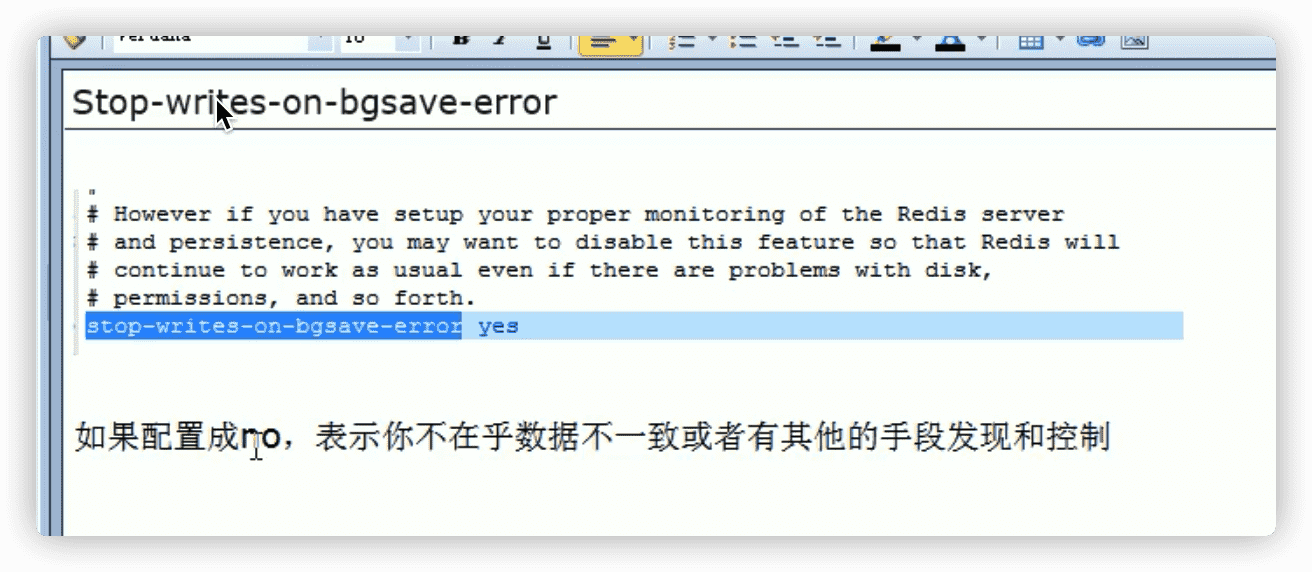 Verdana
10
B I U
Stop-writes-on-bgsave-error
# However if you have setup your proper monitoring of the Redis server
# and persistence, you may want to disable this feature so that Redis will
# continue to work as usual even if there are problems with disk,
# permissions, and so forth.
stop-writes-on-bgsave-error yes
如果配置成no，表示你不在乎数据不一致或者有其他的手段发现和控制